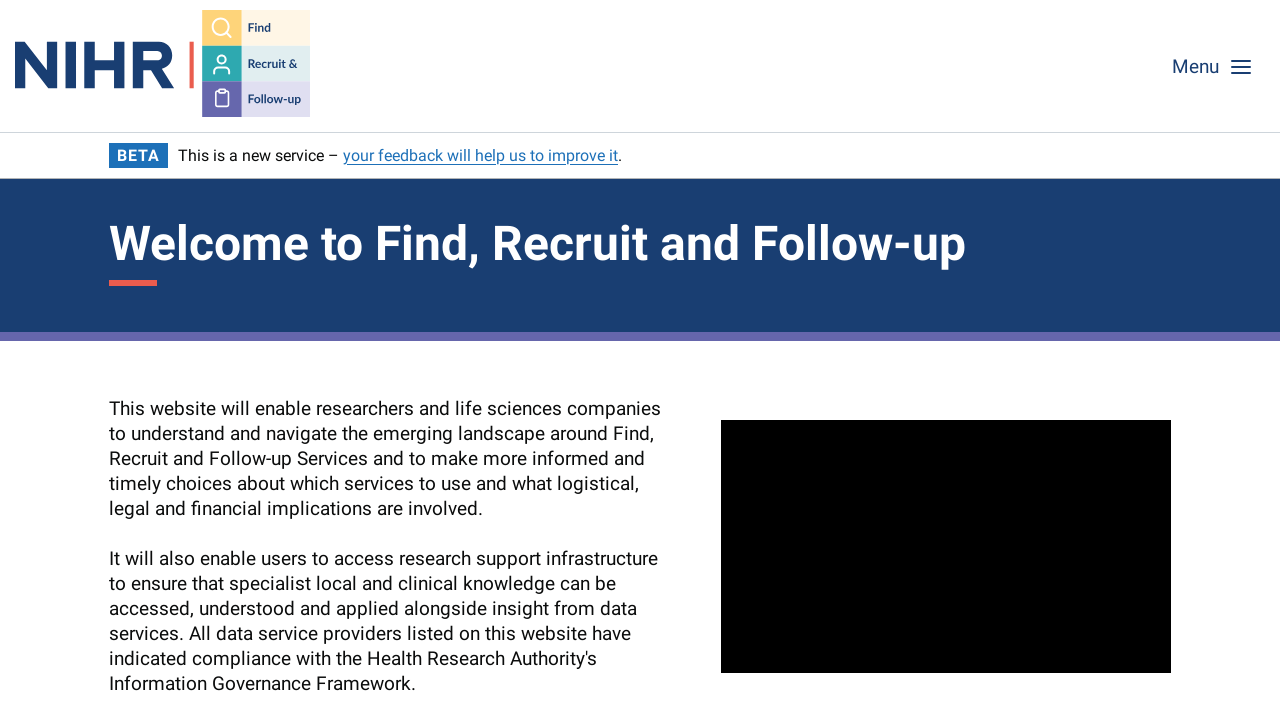 NIHR
Find
Recruit &
Follow-up
Menu
BETA This is a new service – your feedback will help us to improve it.
Welcome to Find, Recruit and Follow-up
This website will enable researchers and life sciences companies
to understand and navigate the emerging landscape around Find,
Recruit and Follow-up Services and to make more informed and
timely choices about which services to use and what logistical,
legal and financial implications are involved.
It will also enable users to access research support infrastructure
to ensure that specialist local and clinical knowledge can be
accessed, understood and applied alongside insight from data
services. All data service providers listed on this website have
indicated compliance with the Health Research Authority's
Information Governance Framework.